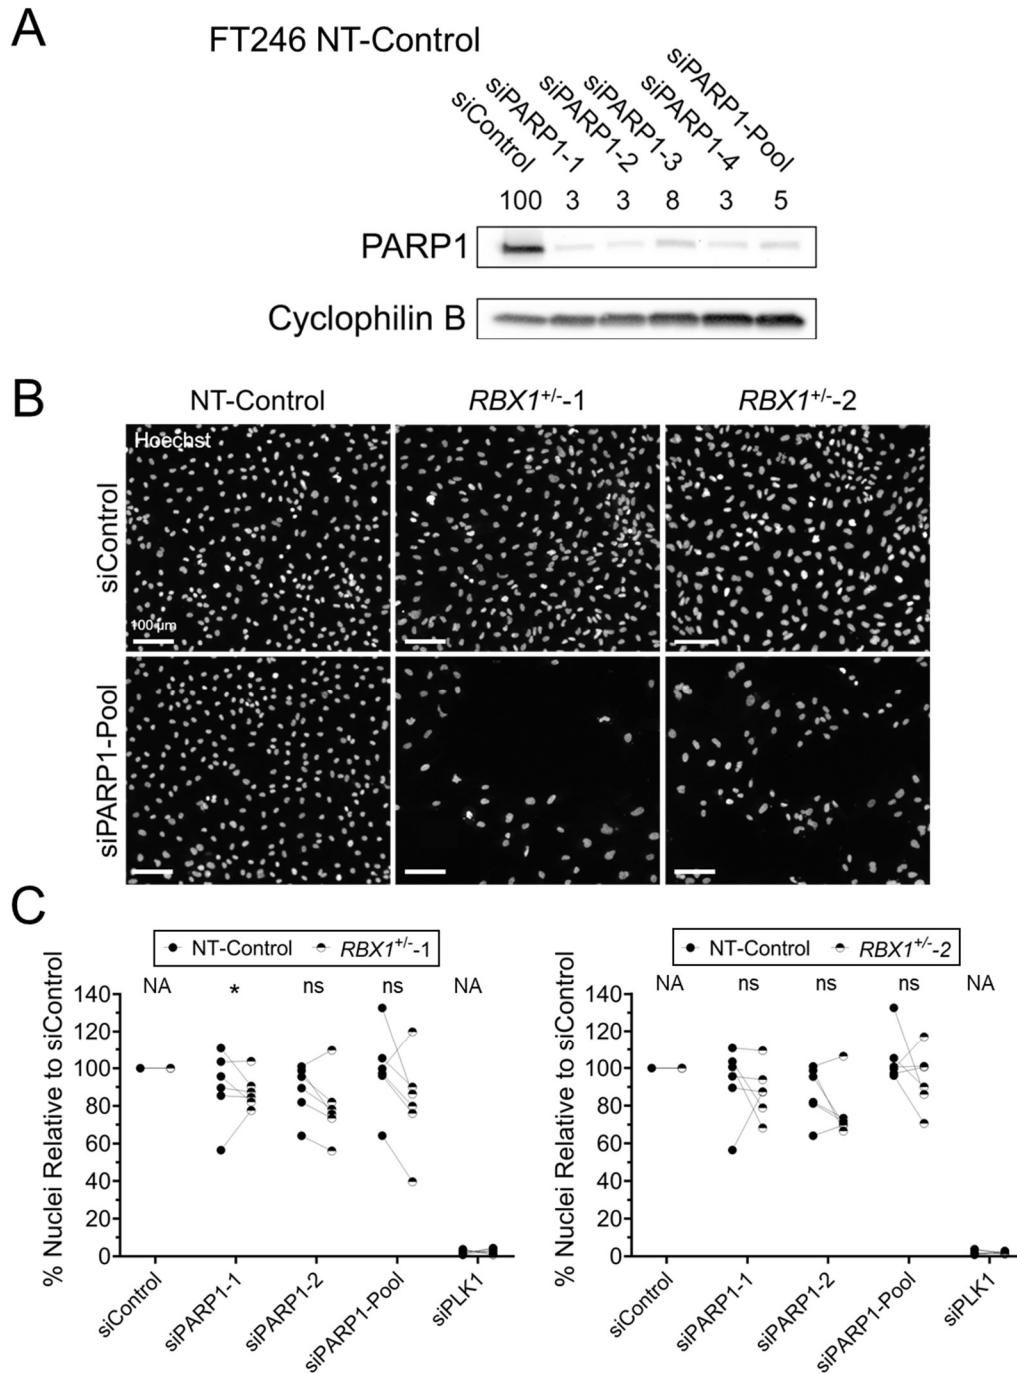 A
FT246 NT-Control
siControl
siPARP1-1
siPARP1-2
siPARP1-3
siPARP1-4
siPARP1-Pool
100 3 3 8 3 5
PARP1
Cyclophilin B
B
NT-Control RBX1+/--1 RBX1+/--2
Hoechst
siControl
100 µm
siPARP1-Pool
C
NT-Control RBX1+/--1
NA * ns ns NA
% Nuclei Relative to siControl
140
120
100
80
60
40
20
0
siControl
siPARP1-1
siPARP1-2
siPARP1-Pool
siPLK1
NT-Control RBX1+/--2
NA ns ns ns NA
% Nuclei Relative to siControl
140
120
100
80
60
40
20
0
siControl
siPARP1-1
siPARP1-2
siPARP1-Pool
siPLK1